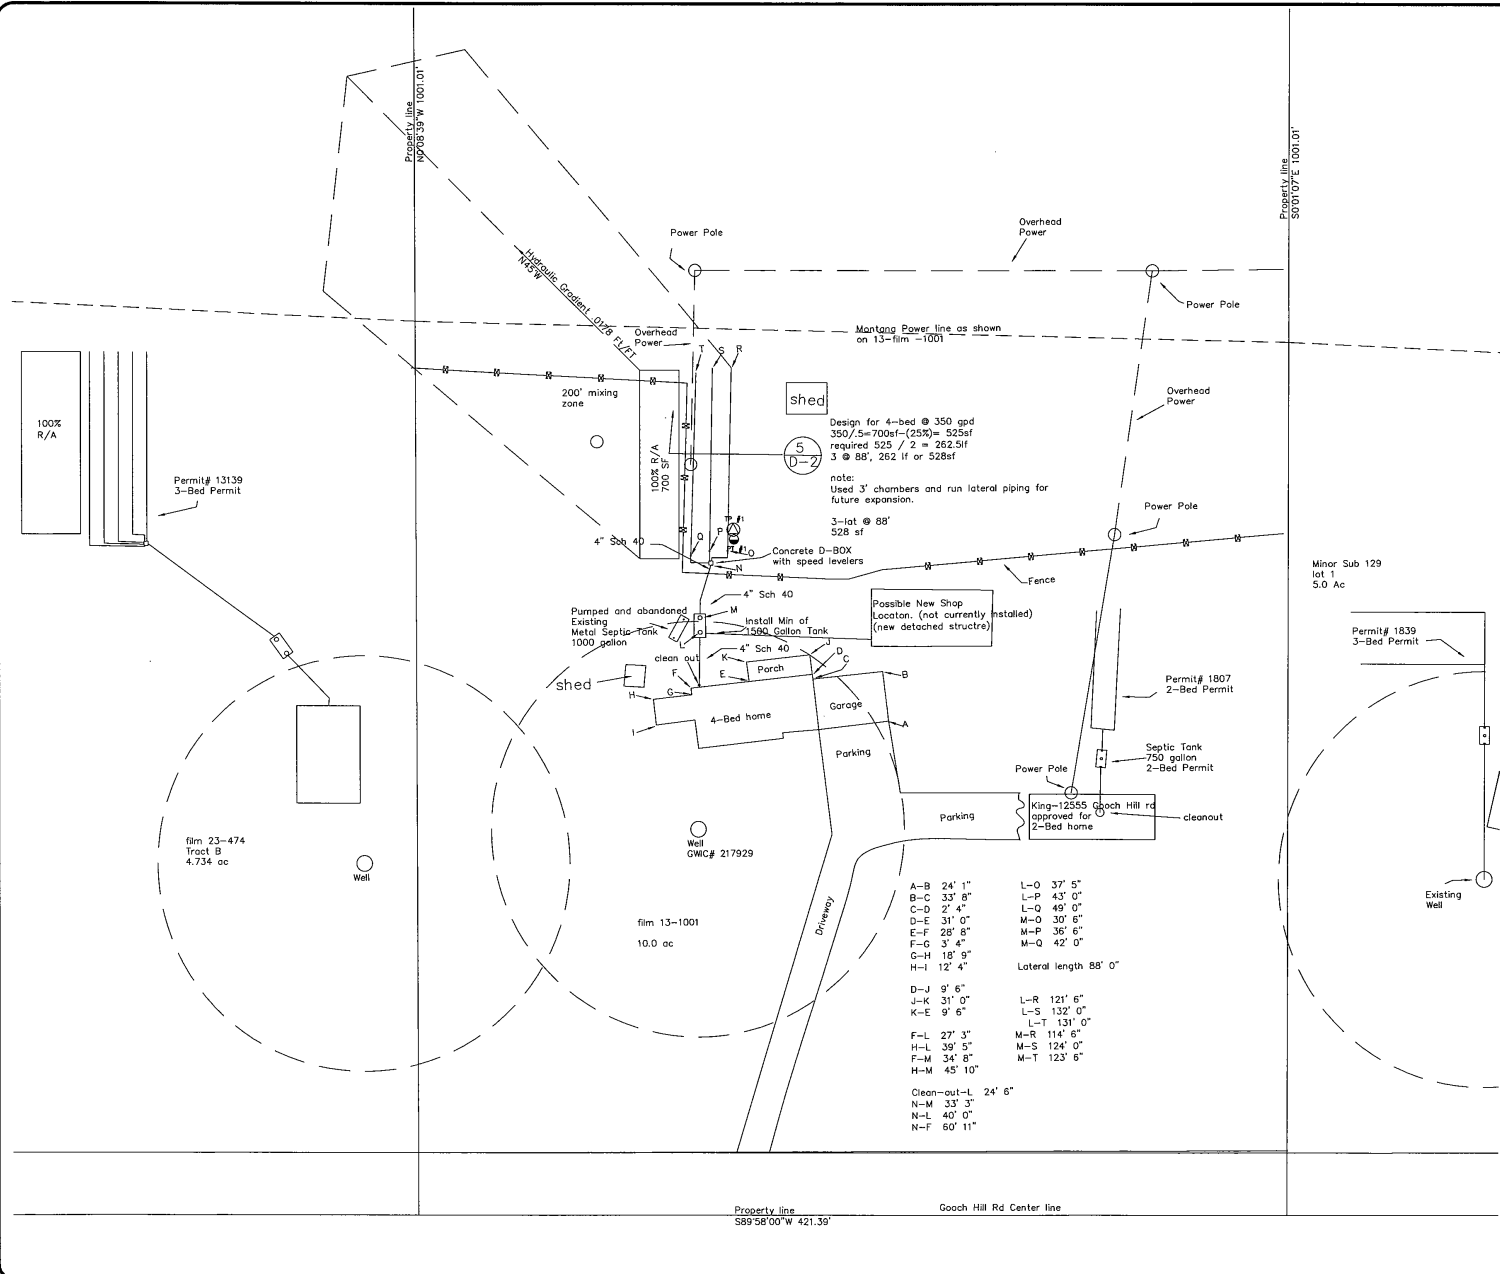 Property line
N0°08'39"W 1001.01'
Property line
S0°01'07"E 1001.01'
Power Pole
Overhead
Power
Hydraulic Gradient .0178 Ft/FT
N45°W
Power Pole
Overhead
Power
Montana Power line as shown
on 13-film -1001
T
S
R
100%
R/A
200' mixing
zone
shed
Overhead
Power
Design for 4-bed @ 350 gpd
350/.5=700sf-(25%)= 525sf
required 525 / 2 = 262.5lf
3 @ 88', 262 lf or 528sf
5
D-2
100% R/A
700 SF
note:
Used 3' chambers and run lateral piping for
future expansion.
3-lat @ 88'
528 sf
Permit# 13139
3-Bed Permit
Power Pole
TP #1
P
Q
4" Sch 40
PT #1
O
N
Concrete D-BOX
with speed levelers
Fence
Minor Sub 129
lot 1
5.0 Ac
4" Sch 40
M
Pumped and abandoned
Existing
Metal Septic Tank
1000 gallon
L
Install Min of
1500 Gallon Tank
Possible New Shop
Locaton. (not currently installed)
(new detached structre)
Permit# 1839
3-Bed Permit
clean out
4" Sch 40
K
J
D
C
B
Porch
E
F
G
H
I
shed
Permit# 1807
2-Bed Permit
4-Bed home
Garage
A
Parking
Septic Tank
750 gallon
2-Bed Permit
Power Pole
King-12555 Gooch Hill rd
approved for
2-Bed home
cleanout
Parking
film 23-474
Tract B
4.734 ac
Well
Well
GWIC# 217929
Existing
Well
film 13-1001
10.0 ac
Driveway
A-B 24' 1"
B-C 33' 8"
C-D 2' 4"
D-E 31' 0"
E-F 28' 8"
F-G 3' 4"
G-H 18' 9"
H-I 12' 4"
D-J 9' 6"
J-K 31' 0"
K-E 9' 6"
F-L 27' 3"
H-L 39' 5"
F-M 34' 8"
H-M 45' 10"
Clean-out-L 24' 6"
N-M 33' 3"
N-L 40' 0"
N-F 60' 11"
L-O 37' 5"
L-P 43' 0"
L-Q 49' 0"
M-O 30' 6"
M-P 36' 6"
M-Q 42' 0"
Lateral length 88' 0"
L-R 121' 6"
L-S 132' 0"
L-T 131' 0"
M-R 114' 6"
M-S 124' 0"
M-T 123' 6"
Property line
S89°58'00"W 421.39'
Gooch Hill Rd Center line